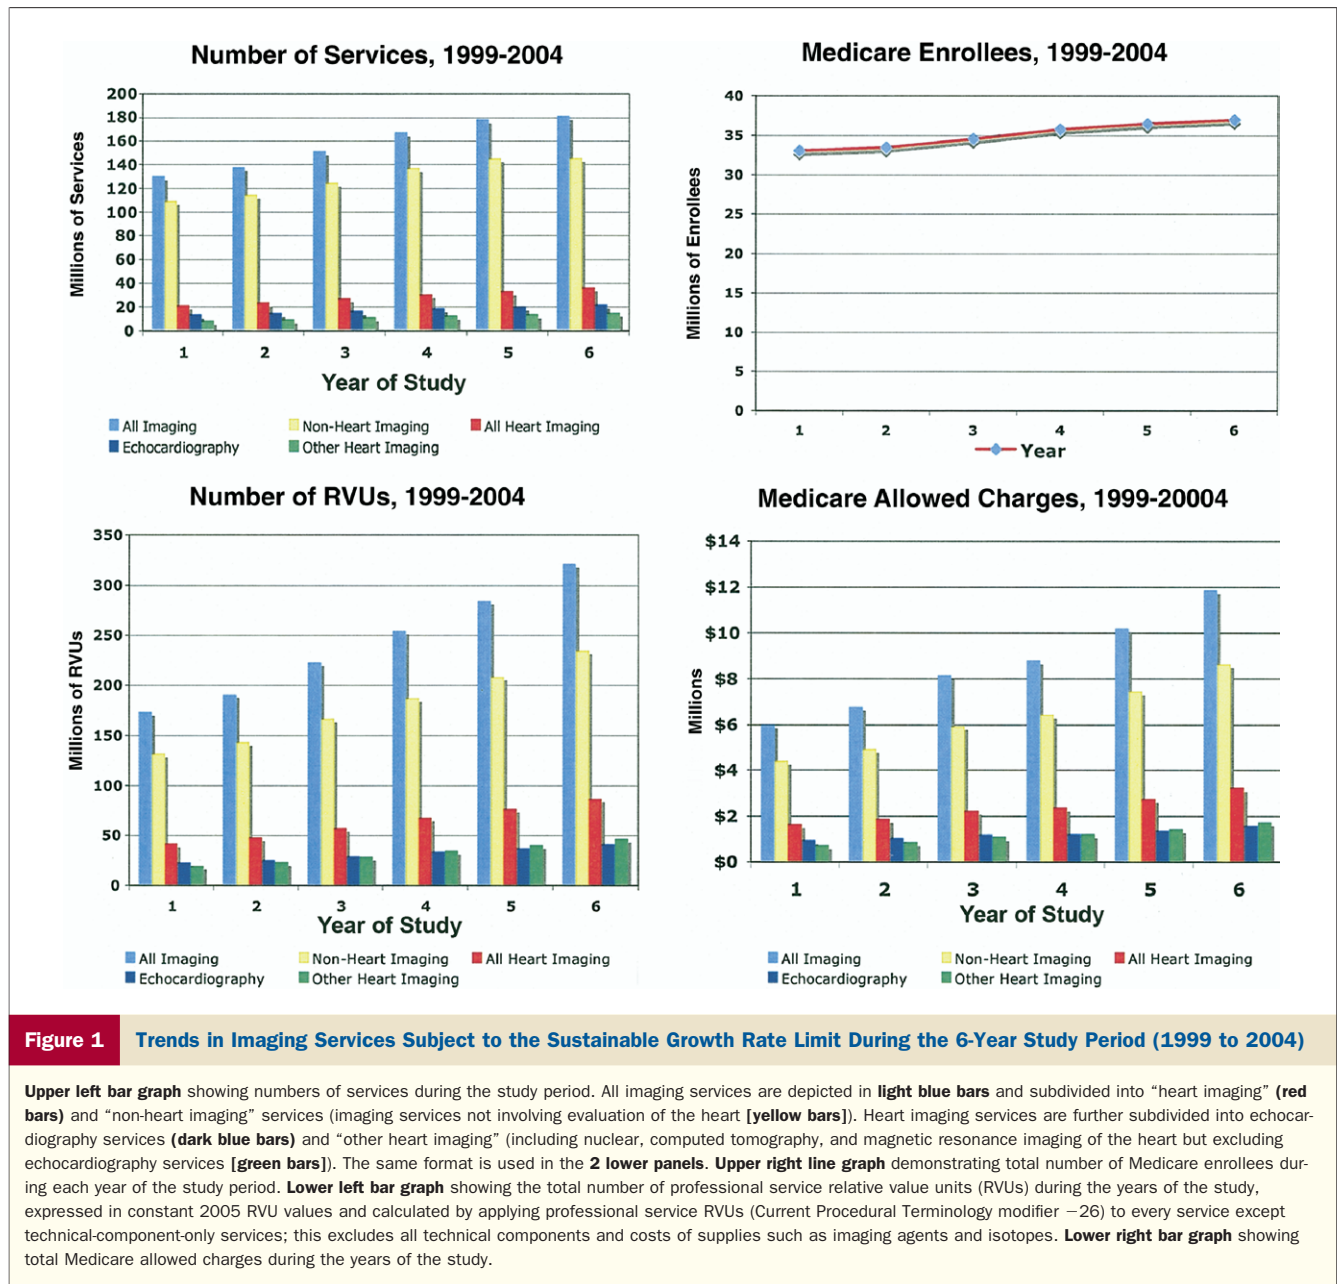 Number of Services, 1999-2004
Millions of Services
200
180
160
140
120
100
80
60
40
20
0
1 2 3 4 5 6
Year of Study
All Imaging Non-Heart Imaging All Heart Imaging
Echocardiography Other Heart Imaging
Medicare Enrollees, 1999-2004
Millions of Enrollees
40
35
30
25
20
15
10
5
0
1 2 3 4 5 6
Year
Number of RVUs, 1999-2004
Millions of RVUs
350
300
250
200
150
100
50
0
1 2 3 4 5 6
Year of Study
All Imaging Non-Heart Imaging All Heart Imaging
Echocardiography Other Heart Imaging
Medicare Allowed Charges, 1999-20004
Millions
$14
$12
$10
$8
$6
$4
$2
$0
1 2 3 4 5 6
Year of Study
All Imaging Non-Heart Imaging All Heart Imaging
Echocardiography Other Heart Imaging
Figure 1 Trends in Imaging Services Subject to the Sustainable Growth Rate Limit During the 6-Year Study Period (1999 to 2004)
Upper left bar graph showing numbers of services during the study period. All imaging services are depicted in light blue bars and subdivided into “heart imaging” (red
bars) and “non-heart imaging” services (imaging services not involving evaluation of the heart [yellow bars]). Heart imaging services are further subdivided into echocar-
diography services (dark blue bars) and “other heart imaging” (including nuclear, computed tomography, and magnetic resonance imaging of the heart but excluding
echocardiography services [green bars]). The same format is used in the 2 lower panels. Upper right line graph demonstrating total number of Medicare enrollees dur-
ing each year of the study period. Lower left bar graph showing the total number of professional service relative value units (RVUs) during the years of the study,
expressed in constant 2005 RVU values and calculated by applying professional service RVUs (Current Procedural Terminology modifier −26) to every service except
technical-component-only services; this excludes all technical components and costs of supplies such as imaging agents and isotopes. Lower right bar graph showing
total Medicare allowed charges during the years of the study.